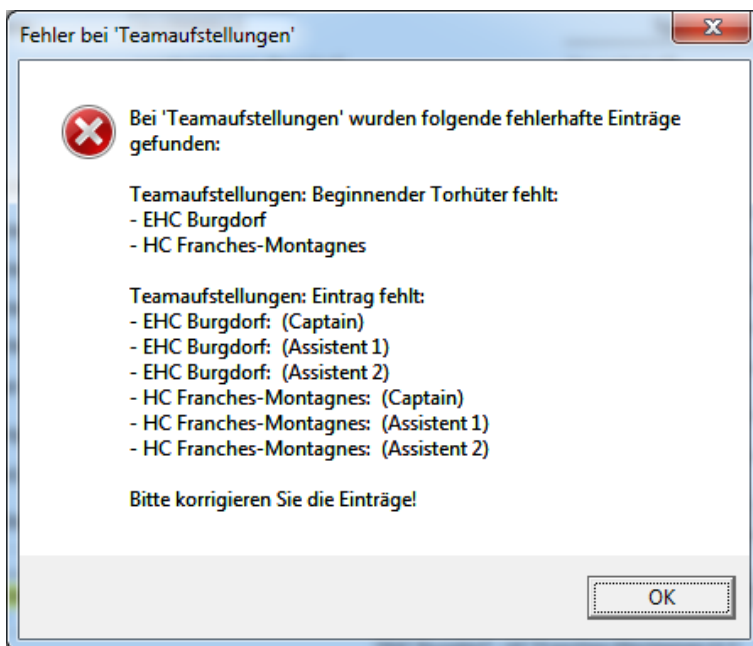 Fehler bei 'Teamaufstellungen'
Bei 'Teamaufstellungen' wurden folgende fehlerhafte Einträge
gefunden:
Teamaufstellungen: Beginnender Torhüter fehlt:
- EHC Burgdorf
- HC Franches-Montagnes
Teamaufstellungen: Eintrag fehlt:
- EHC Burgdorf:  (Captain)
- EHC Burgdorf:  (Assistent 1)
- EHC Burgdorf:  (Assistent 2)
- HC Franches-Montagnes:  (Captain)
- HC Franches-Montagnes:  (Assistent 1)
- HC Franches-Montagnes:  (Assistent 2)
Bitte korrigieren Sie die Einträge!
OK